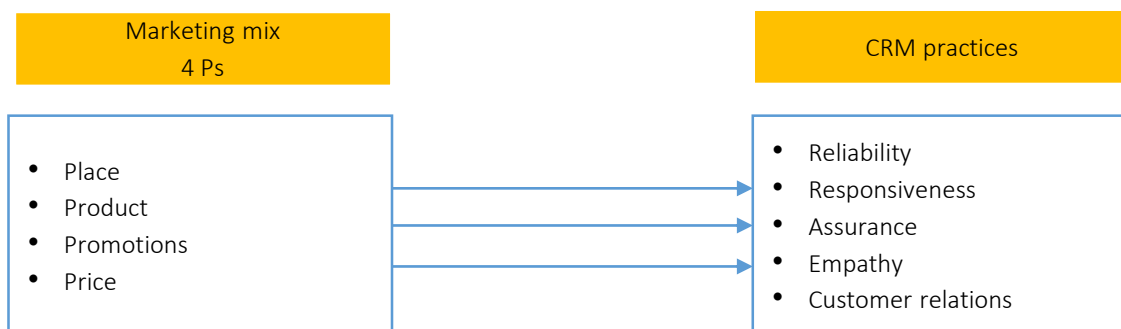 Marketing mix
4 Ps
CRM practices
• Place
• Product
• Promotions
• Price
• Reliability
• Responsiveness
• Assurance
• Empathy
• Customer relations